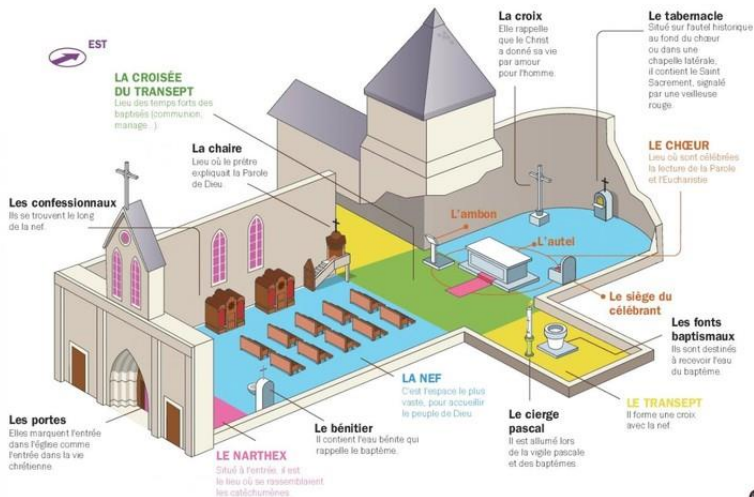 EST
LA CROISÉE
DU TRANSEPT
Lieu des temps forts des
baptisés (communion,
mariage...)
La chaire
Lieu où le prêtre
expliquait la Parole
de Dieu.
Les confessionnaux
Ils se trouvent le long
de la nef.
La croix
Elle rappelle
que le Christ
a donné sa vie
par amour
pour l'homme.
Le tabernacle
Situé sur l'autel historique
au fond du chœur
ou dans une
chapelle latérale,
il contient le Saint
Sacrement, signalé
par une veilleuse
rouge.
LE CHŒUR
Lieu où sont célébrées
la lecture de la Parole
et l'Eucharistie
L'ambon
L'autel
Le siège du
célébrant
Les fonts
baptismaux
Ils sont destinés
à recevoir l'eau
du baptême.
LE TRANSEPT
Il forme une croix
avec la nef.
Le cierge
pascal
Il est allumé lors
de la vigile pascale
et des baptêmes.
LA NEF
C'est l'espace le plus
vaste, pour accueillir
le peuple de Dieu
Le bénitier
Il contient l'eau bénite qui
rappelle le baptême.
LE NARTHEX
Situé à l'entrée, il est
le lieu où se rassemblaient
les catéchumènes
Les portes
Elles marquent l'entrée
dans l'église comme
l'entrée dans la vie
chrétienne.